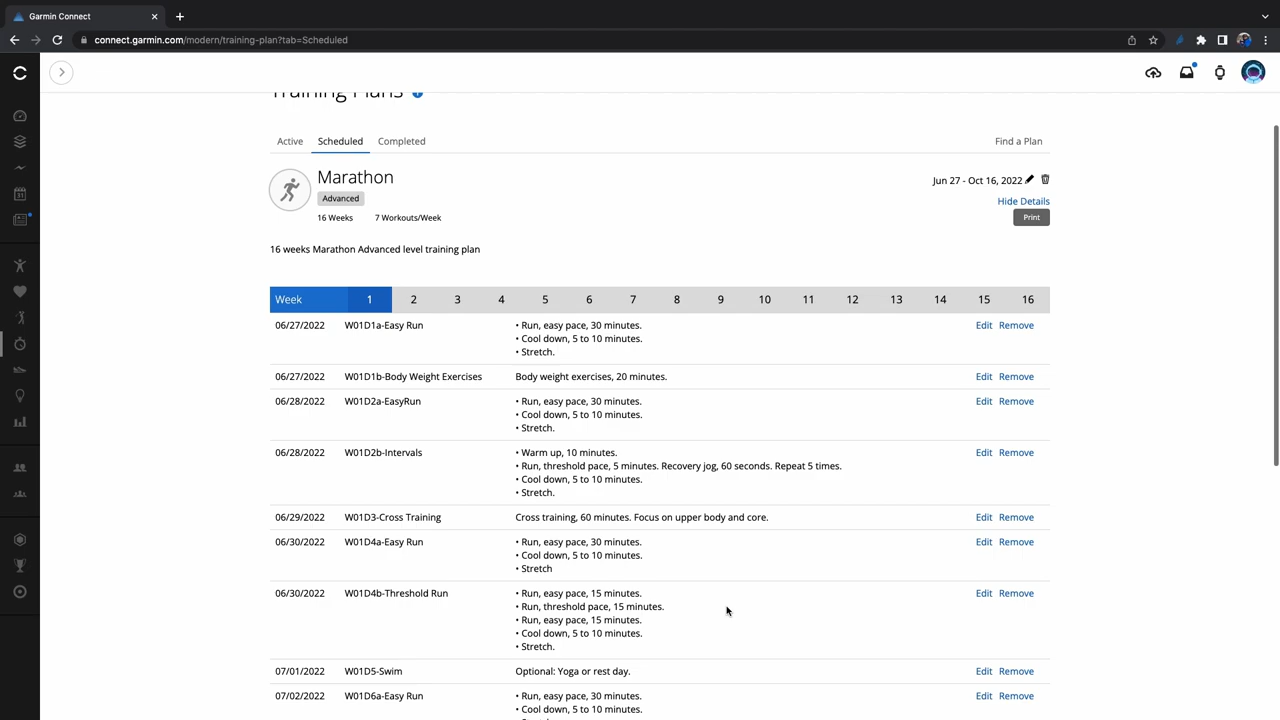 Garmin Connect
connect.garmin.com/modern/training-plan?tab=Scheduled
Training Plans
Active Scheduled Completed Find a Plan
Marathon
Jun 27 - Oct 16, 2022
Advanced
Hide Details
16 Weeks 7 Workouts/Week
Print
16 weeks Marathon Advanced level training plan
Week 1 2 3 4 5 6 7 8 9 10 11 12 13 14 15 16
06/27/2022 W01D1a-Easy Run • Run, easy pace, 30 minutes. Edit Remove
• Cool down, 5 to 10 minutes.
• Stretch.
06/27/2022 W01D1b-Body Weight Exercises Body weight exercises, 20 minutes. Edit Remove
06/28/2022 W01D2a-EasyRun • Run, easy pace, 30 minutes. Edit Remove
• Cool down, 5 to 10 minutes.
• Stretch.
06/28/2022 W01D2b-Intervals • Warm up, 10 minutes. Edit Remove
• Run, threshold pace, 5 minutes. Recovery jog, 60 seconds. Repeat 5 times.
• Cool down, 5 to 10 minutes.
• Stretch.
06/29/2022 W01D3-Cross Training Cross training, 60 minutes. Focus on upper body and core. Edit Remove
06/30/2022 W01D4a-Easy Run • Run, easy pace, 30 minutes. Edit Remove
• Cool down, 5 to 10 minutes.
• Stretch
06/30/2022 W01D4b-Threshold Run • Run, easy pace, 15 minutes. Edit Remove
• Run, threshold pace, 15 minutes.
• Run, easy pace, 15 minutes.
• Cool down, 5 to 10 minutes.
• Stretch.
07/01/2022 W01D5-Swim Optional: Yoga or rest day. Edit Remove
07/02/2022 W01D6a-Easy Run • Run, easy pace, 30 minutes. Edit Remove
• Cool down, 5 to 10 minutes.